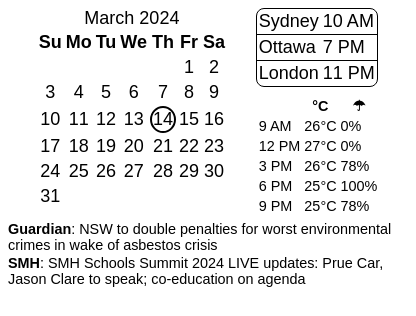 March 2024
Su Mo Tu We Th Fr Sa
1 2
3 4 5 6 7 8 9
10 11 12 13 14 15 16
17 18 19 20 21 22 23
24 25 26 27 28 29 30
31
Sydney 10 AM
Ottawa 7 PM
London 11 PM
°C ☂
9 AM 26°C 0%
12 PM 27°C 0%
3 PM 26°C 78%
6 PM 25°C 100%
9 PM 25°C 78%
Guardian: NSW to double penalties for worst environmental
crimes in wake of asbestos crisis
SMH: SMH Schools Summit 2024 LIVE updates: Prue Car,
Jason Clare to speak; co-education on agenda